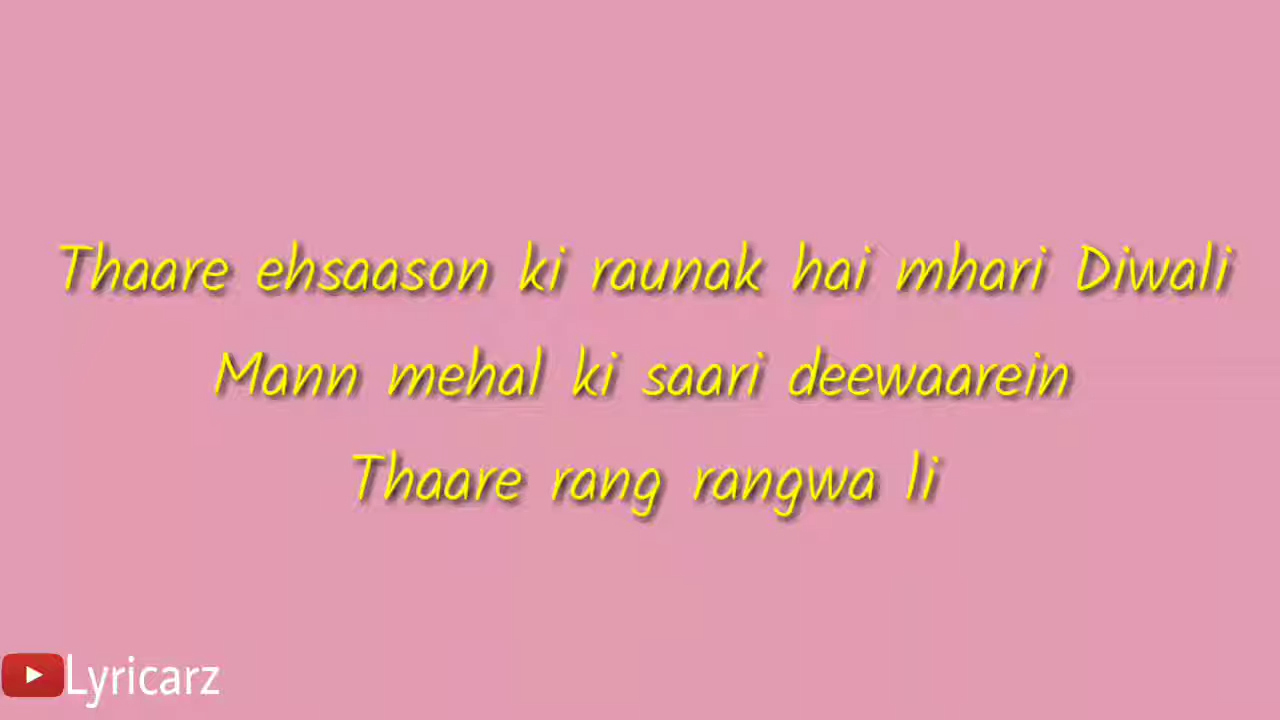 Thaare ehsaason ki raunak hai mhari Diwali
Mann mehal ki saari deewaarein
Thaare rang rangwa li
Lyricarz